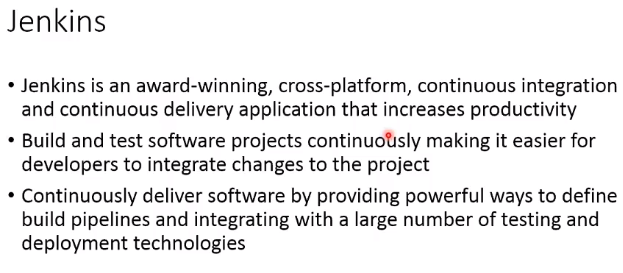 Jenkins
• Jenkins is an award-winning, cross-platform, continuous integration
and continuous delivery application that increases productivity
• Build and test software projects continuously making it easier for
developers to integrate changes to the project
• Continuously deliver software by providing powerful ways to define
build pipelines and integrating with a large number of testing and
deployment technologies